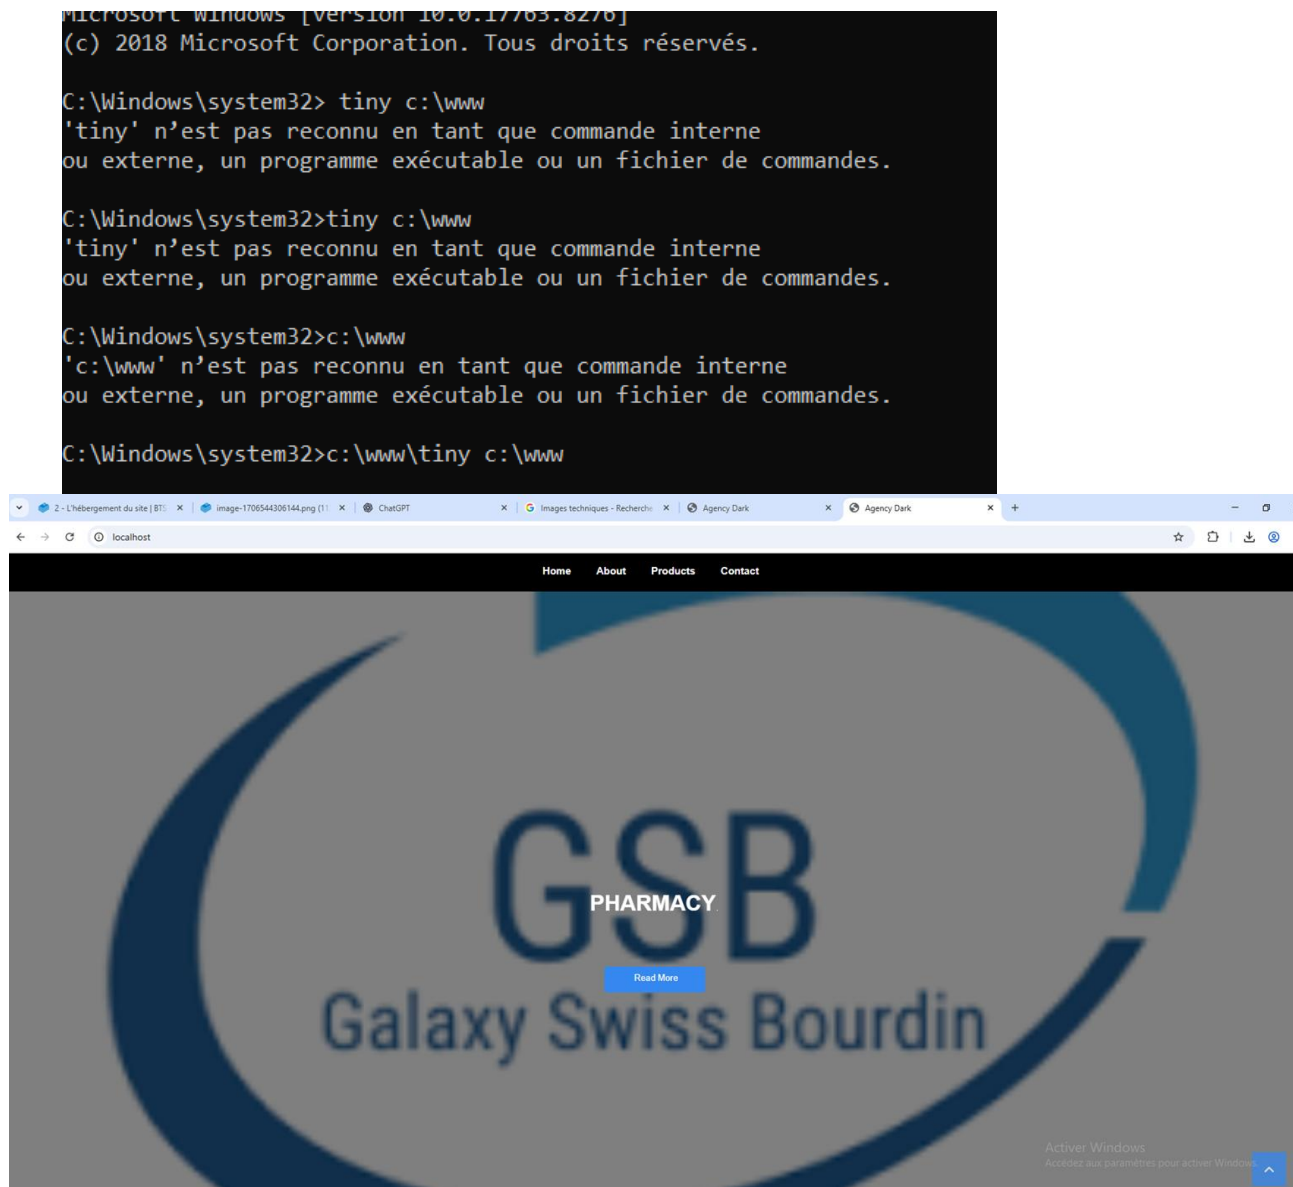 Microsoft Windows [version 10.0.17763.8276]
(c) 2018 Microsoft Corporation. Tous droits réservés.
C:\Windows\system32> tiny c:\www
'tiny' n’est pas reconnu en tant que commande interne
ou externe, un programme exécutable ou un fichier de commandes.
C:\Windows\system32>tiny c:\www
'tiny' n’est pas reconnu en tant que commande interne
ou externe, un programme exécutable ou un fichier de commandes.
C:\Windows\system32>c:\www
'c:\www' n’est pas reconnu en tant que commande interne
ou externe, un programme exécutable ou un fichier de commandes.
C:\Windows\system32>c:\www\tiny c:\www
2 - L'hébergement du site | BTS image-1706544306144.png (11 ChatGPT Images techniques - Recherche Agency Dark Agency Dark
localhost
Home About Products Contact
GSB
PHARMACY
Read More
Galaxy Swiss Bourdin
Activer Windows
Accédez aux paramètres pour activer Windows.